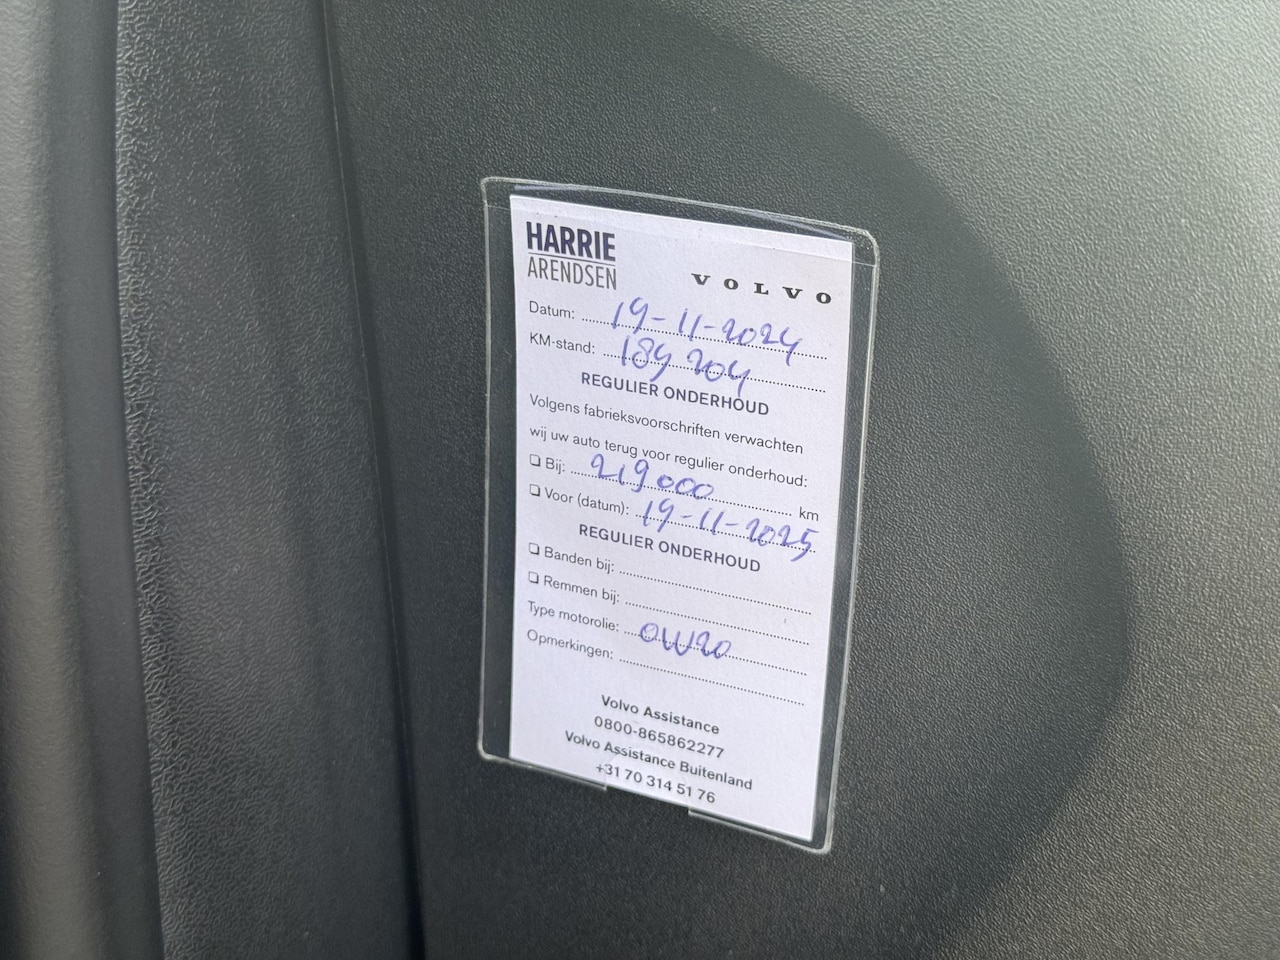 HARRIE
ARENDSEN
VOLVO
Datum: 19-11-2024
KM-stand: 189 204
REGULIER ONDERHOUD
Volgens fabrieksvoorschriften verwachten
wij uw auto terug voor regulier onderhoud:
❑ Bij: 219000 km
❑ Voor (datum): 19-11-2025
REGULIER ONDERHOUD
❑ Banden bij:
❑ Remmen bij:
Type motorolie: 0W20
Opmerkingen:
Volvo Assistance
0800-865862277
Volvo Assistance Buitenland
+31 70 314 51 76